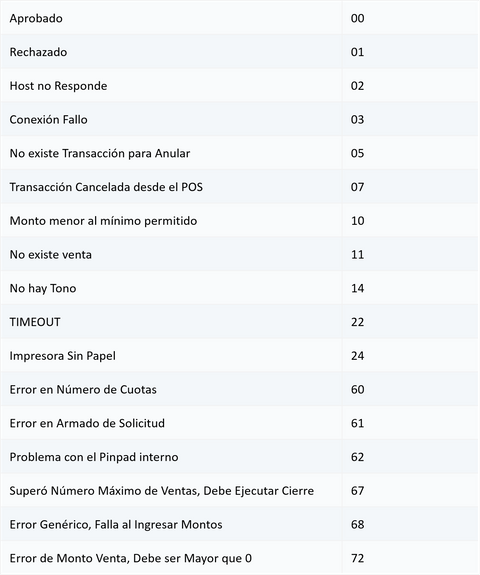 Aprobado 00
Rechazado 01
Host no Responde 02
Conexión Fallo 03
No existe Transacción para Anular 05
Transacción Cancelada desde el POS 07
Monto menor al mínimo permitido 10
No existe venta 11
No hay Tono 14
TIMEOUT 22
Impresora Sin Papel 24
Error en Número de Cuotas 60
Error en Armado de Solicitud 61
Problema con el Pinpad interno 62
Superó Número Máximo de Ventas, Debe Ejecutar Cierre 67
Error Genérico, Falla al Ingresar Montos 68
Error de Monto Venta, Debe ser Mayor que 0 72